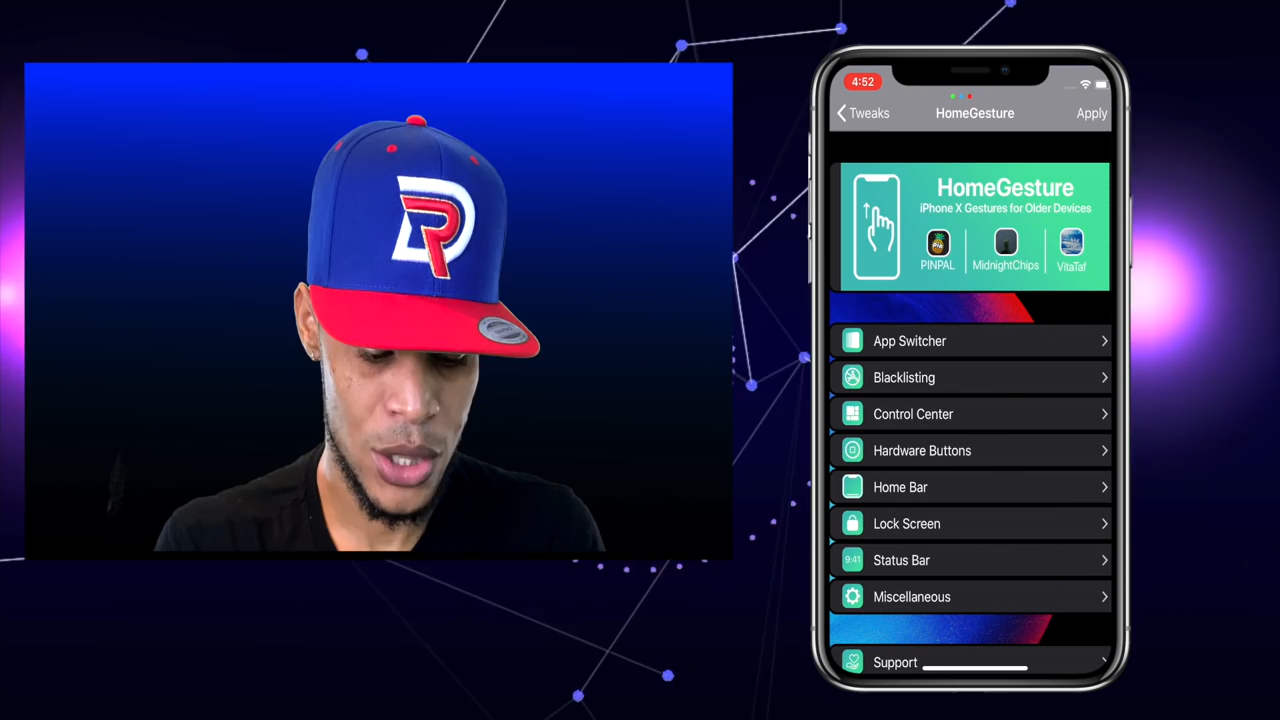 DR
4:52
Tweaks
HomeGesture
Apply
HomeGesture
iPhone X Gestures for Older Devices
PINPAL
MidnightChips
VitaTaf
App Switcher
Blacklisting
Control Center
Hardware Buttons
Home Bar
Lock Screen
9:41
Status Bar
Miscellaneous
Support